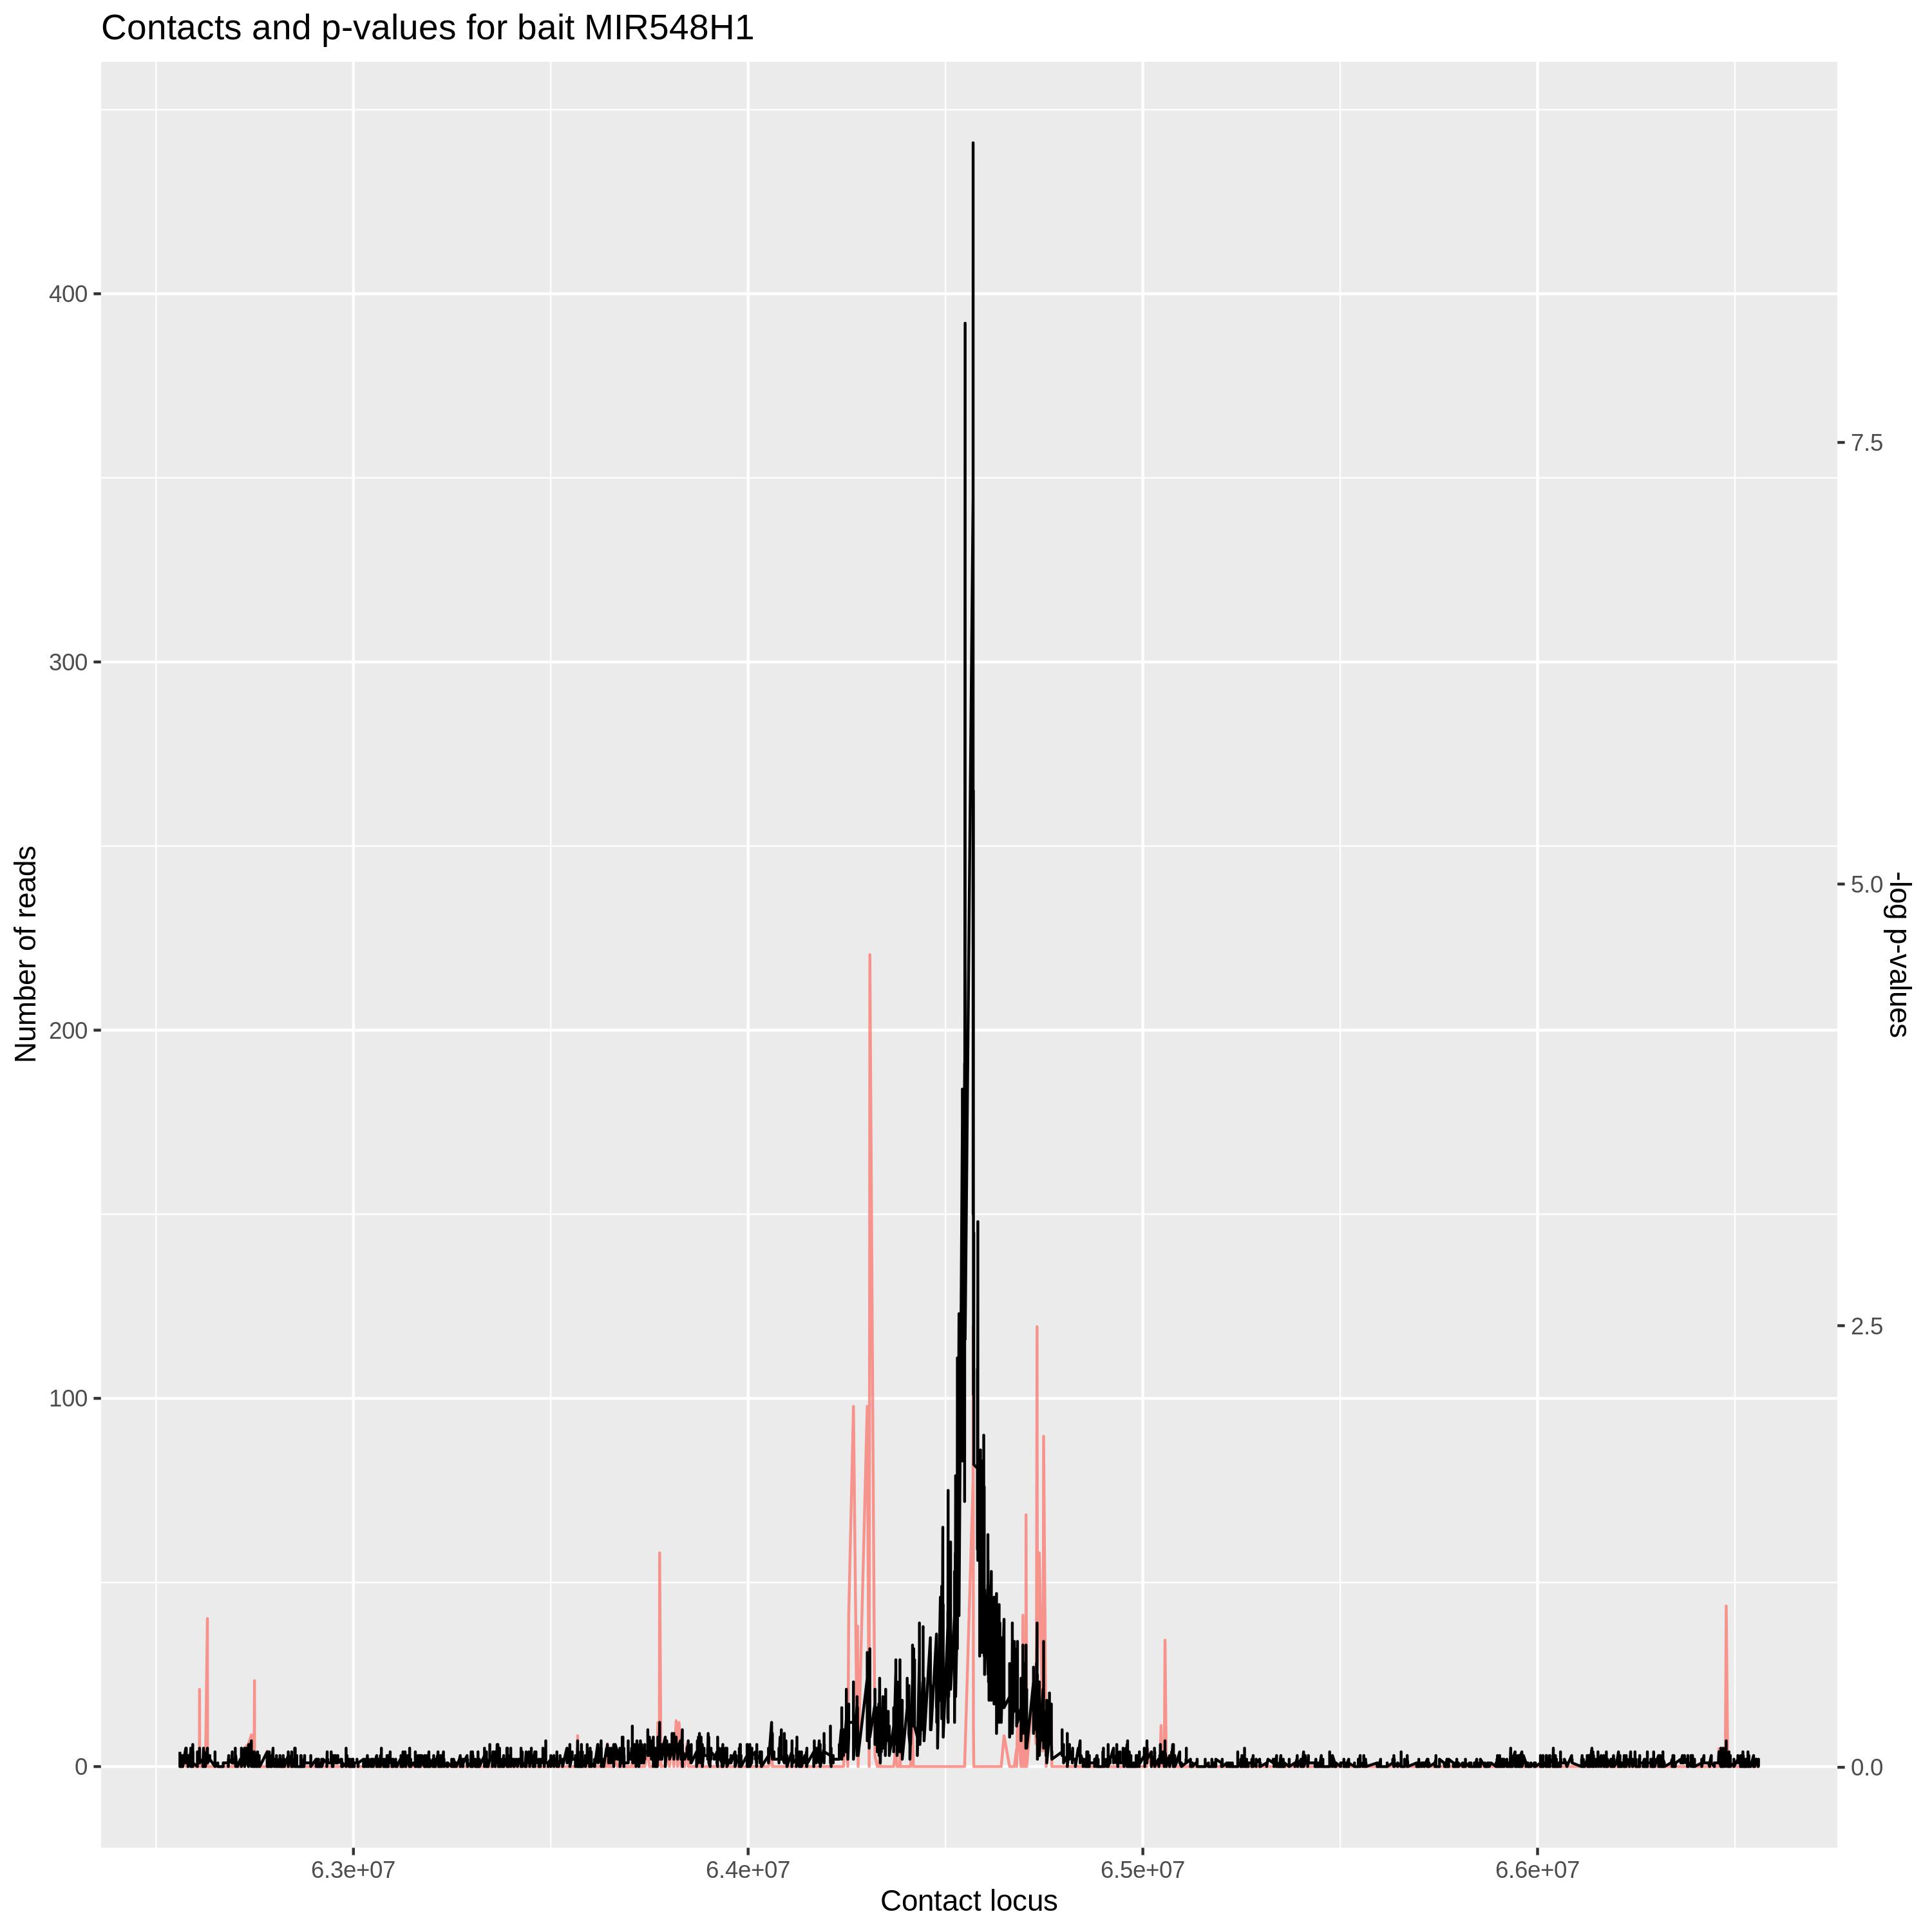 Contacts and p-values for bait MIR548H1
400
300
200
100
0
Number of reads
7.5
5.0
2.5
0.0
-log p-values
6.3e+07
6.4e+07
6.5e+07
6.6e+07
Contact locus